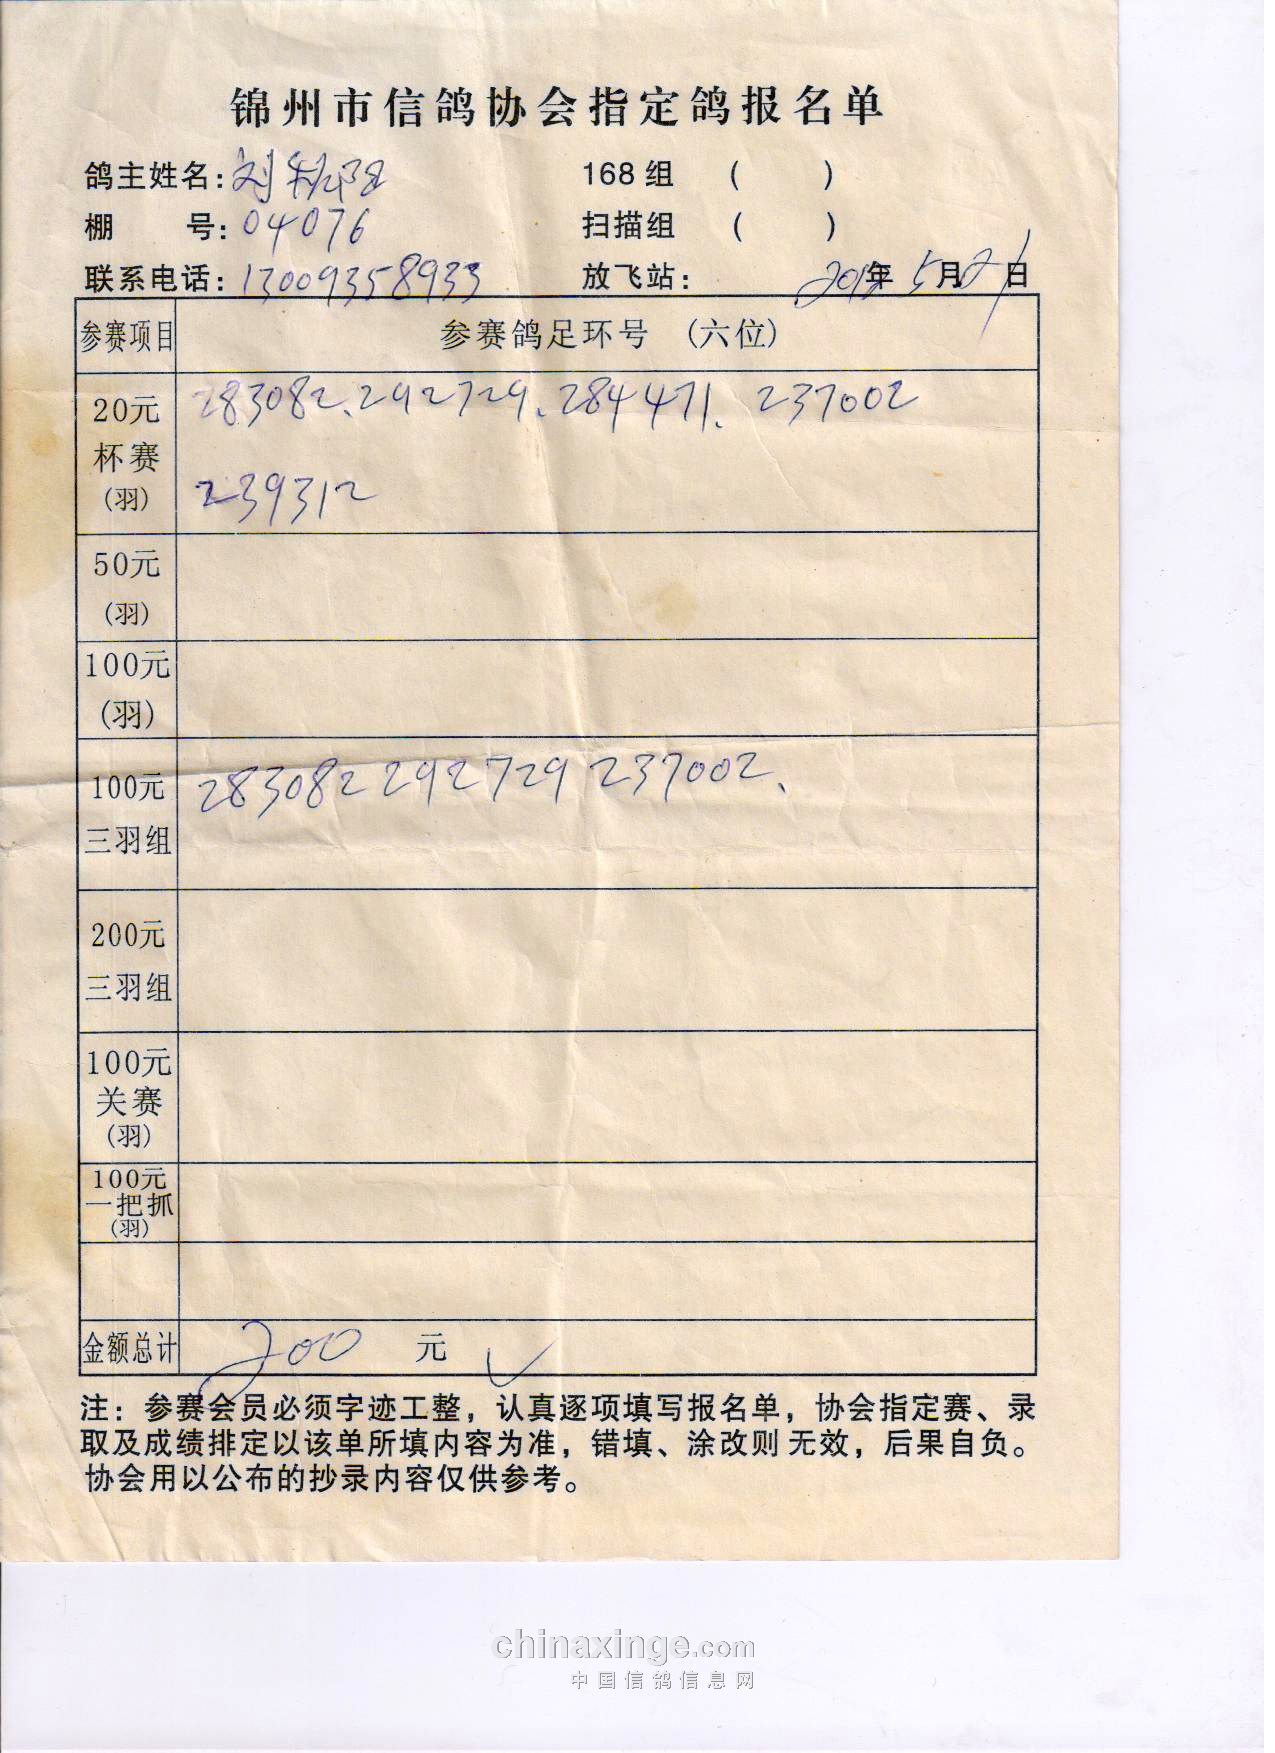 锦州市信鸽协会指定鸽报名单
鸽主姓名:刘 168组 ( )
棚 号:04076 扫描组 ( )
联系电话:13009358933 放飞站: 年5月21日
参赛项目 参赛鸽足环号 (六位)
20元 283082、292729、284471、237002
杯赛
(羽) 239312
50元
(羽)
100元
(羽)
100元 283082 292729 237002、
三羽组
200元
三羽组
100元
关赛
(羽)
100元
一把抓
(羽)
金额总计 200 元 ✓
注:参赛会员必须字迹工整,认真逐项填写报名单,协会指定赛、录
取及成绩排定以该单所填内容为准,错填、涂改则无效,后果自负。
协会用以公布的抄录内容仅供参考。
chinaxinge.com
中国信鸽信息网